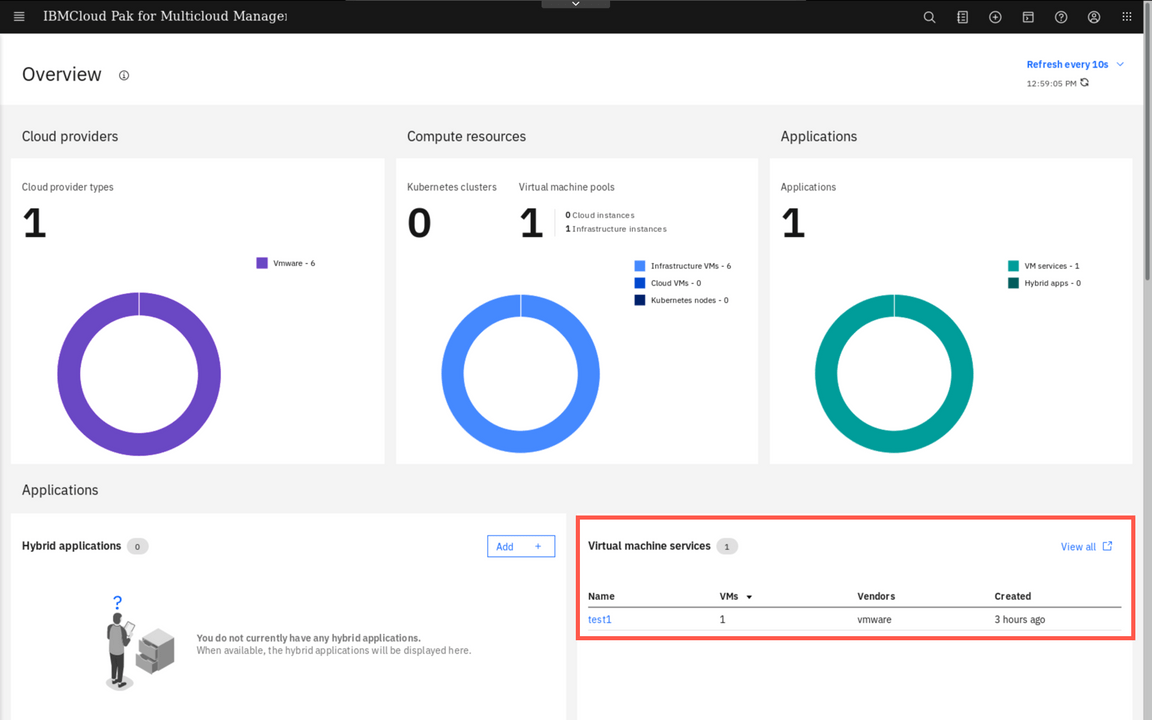 IBMCloud Pak for Multicloud Manager
Overview
Refresh every 10s
12:59:05 PM
Cloud providers
Compute resources
Applications
Cloud provider types
1
Vmware - 6
Kubernetes clusters
0
Virtual machine pools
1
0 Cloud instances
1 Infrastructure instances
Infrastructure VMs - 6
Cloud VMs - 0
Kubernetes nodes - 0
Applications
1
VM services - 1
Hybrid apps - 0
Applications
Hybrid applications 0
Add +
?
You do not currently have any hybrid applications.
When available, the hybrid applications will be displayed here.
Virtual machine services 1
View all
Name VMs Vendors Created
test1 1 vmware 3 hours ago